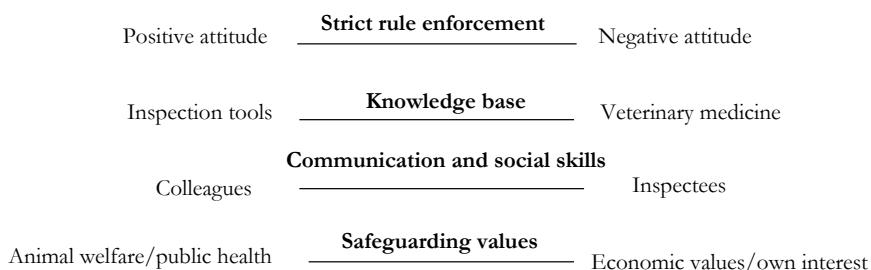 Strict rule enforcement
Positive attitude Negative attitude
Knowledge base
Inspection tools Veterinary medicine
Communication and social skills
Colleagues Inspectees
Safeguarding values
Animal welfare/public health Economic values/own interest